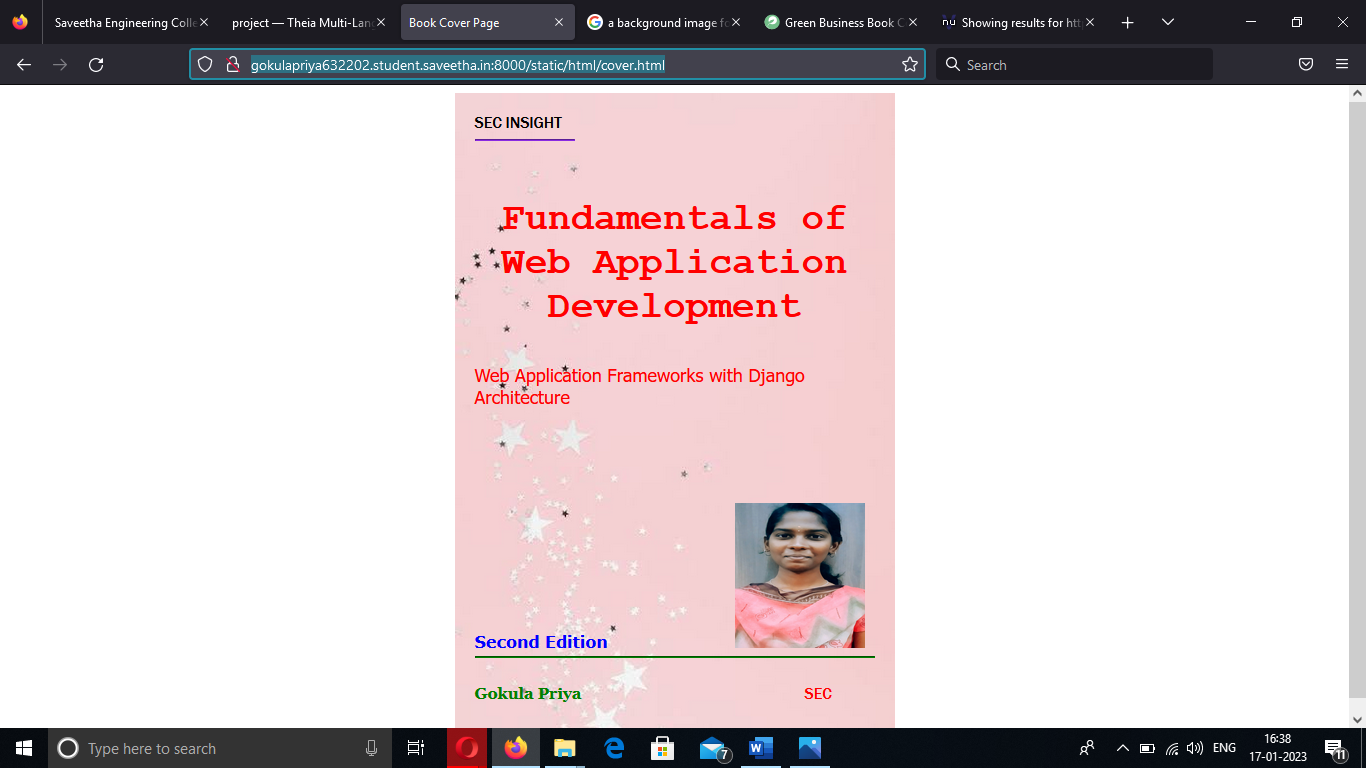 Saveetha Engineering Colle
project — Theia Multi-Lang
Book Cover Page
a background image fo
Green Business Book C
nu
Showing results for htt
gokulapriya632202.student.saveetha.in:8000/static/html/cover.html
Search
SEC INSIGHT
Fundamentals of
Web Application
Development
Web Application Frameworks with Django
Architecture
Second Edition
Gokula Priya
SEC
Type here to search
7
W
ENG
16:38
17-01-2023
11